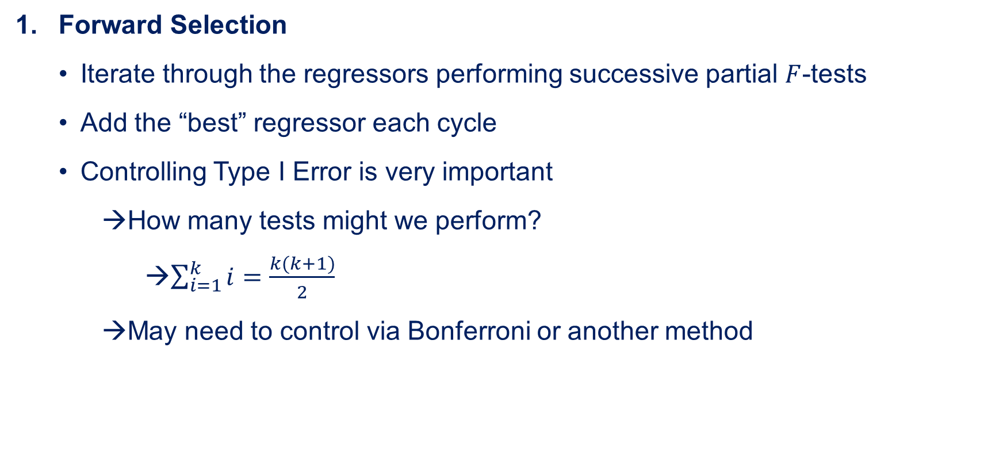 1. Forward Selection
• Iterate through the regressors performing successive partial F-tests
• Add the “best” regressor each cycle
• Controlling Type I Error is very important
→How many tests might we perform?
→∑ᵏᵢ₌₁ i = k(k+1)/2
→May need to control via Bonferroni or another method